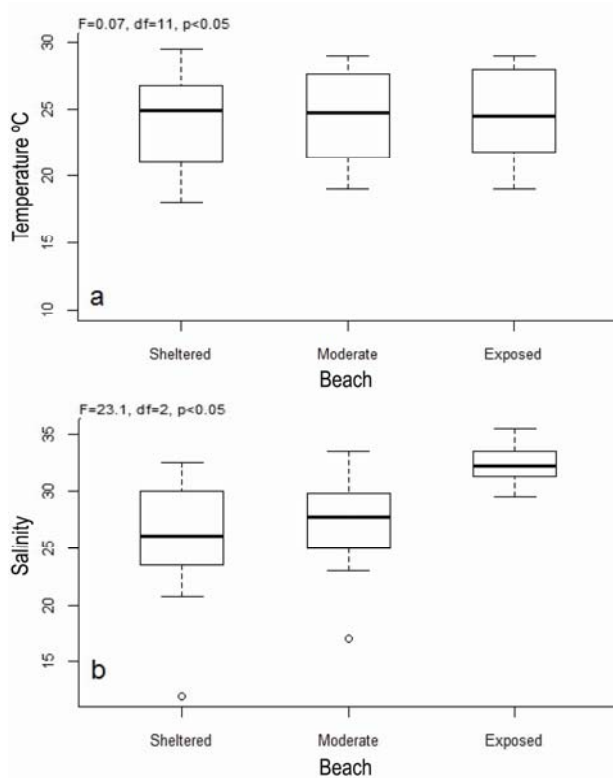 F=0.07, df=11, p<0.05
30
25
20
15
10
Temperature ºC
a
Sheltered Moderate Exposed
Beach
F=23.1, df=2, p<0.05
35
30
25
20
15
Salinity
b
Sheltered Moderate Exposed
Beach